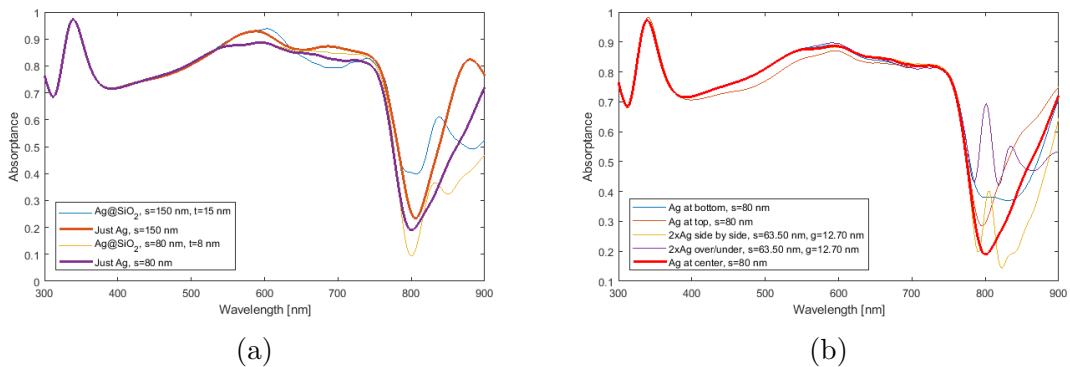 1
0.9
0.8
0.7
0.6
0.5
0.4
0.3
0.2
0.1
0
Absorptance
Ag@SiO2, s=150 nm, t=15 nm
Just Ag, s=150 nm
Ag@SiO2, s=80 nm, t=8 nm
Just Ag, s=80 nm
300 400 500 600 700 800 900
Wavelength [nm]
(a)
1
0.9
0.8
0.7
0.6
0.5
0.4
0.3
0.2
0.1
Absorptance
Ag at bottom, s=80 nm
Ag at top, s=80 nm
2xAg side by side, s=63.50 nm, g=12.70 nm
2xAg over/under, s=63.50 nm, g=12.70 nm
Ag at center, s=80 nm
300 400 500 600 700 800 900
Wavelength [nm]
(b)